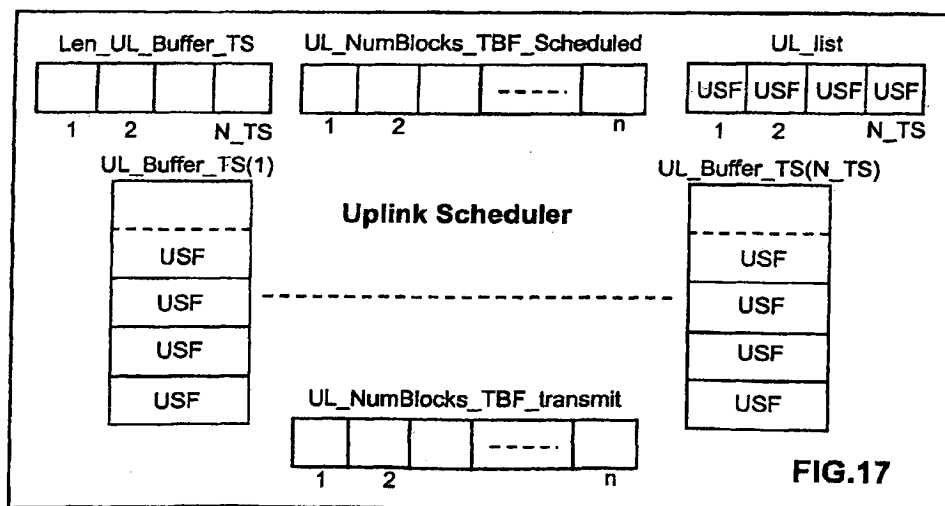 Len_UL_Buffer_TS UL_NumBlocks_TBF_Scheduled UL_list
USF USF USF USF
1 2 N_TS 1 2 n 1 2 N_TS
UL_Buffer_TS(1) UL_Buffer_TS(N_TS)
Uplink Scheduler
USF USF
USF USF
USF USF
USF USF
UL_NumBlocks_TBF_transmit
1 2 n
FIG.17